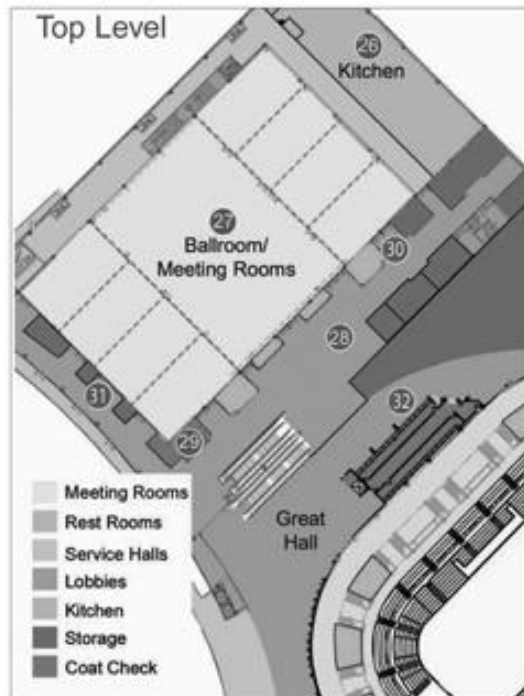 Top Level
26
Kitchen
27
Ballroom/
Meeting Rooms
30
28
31
32
29
Great
Hall
Meeting Rooms
Rest Rooms
Service Halls
Lobbies
Kitchen
Storage
Coat Check